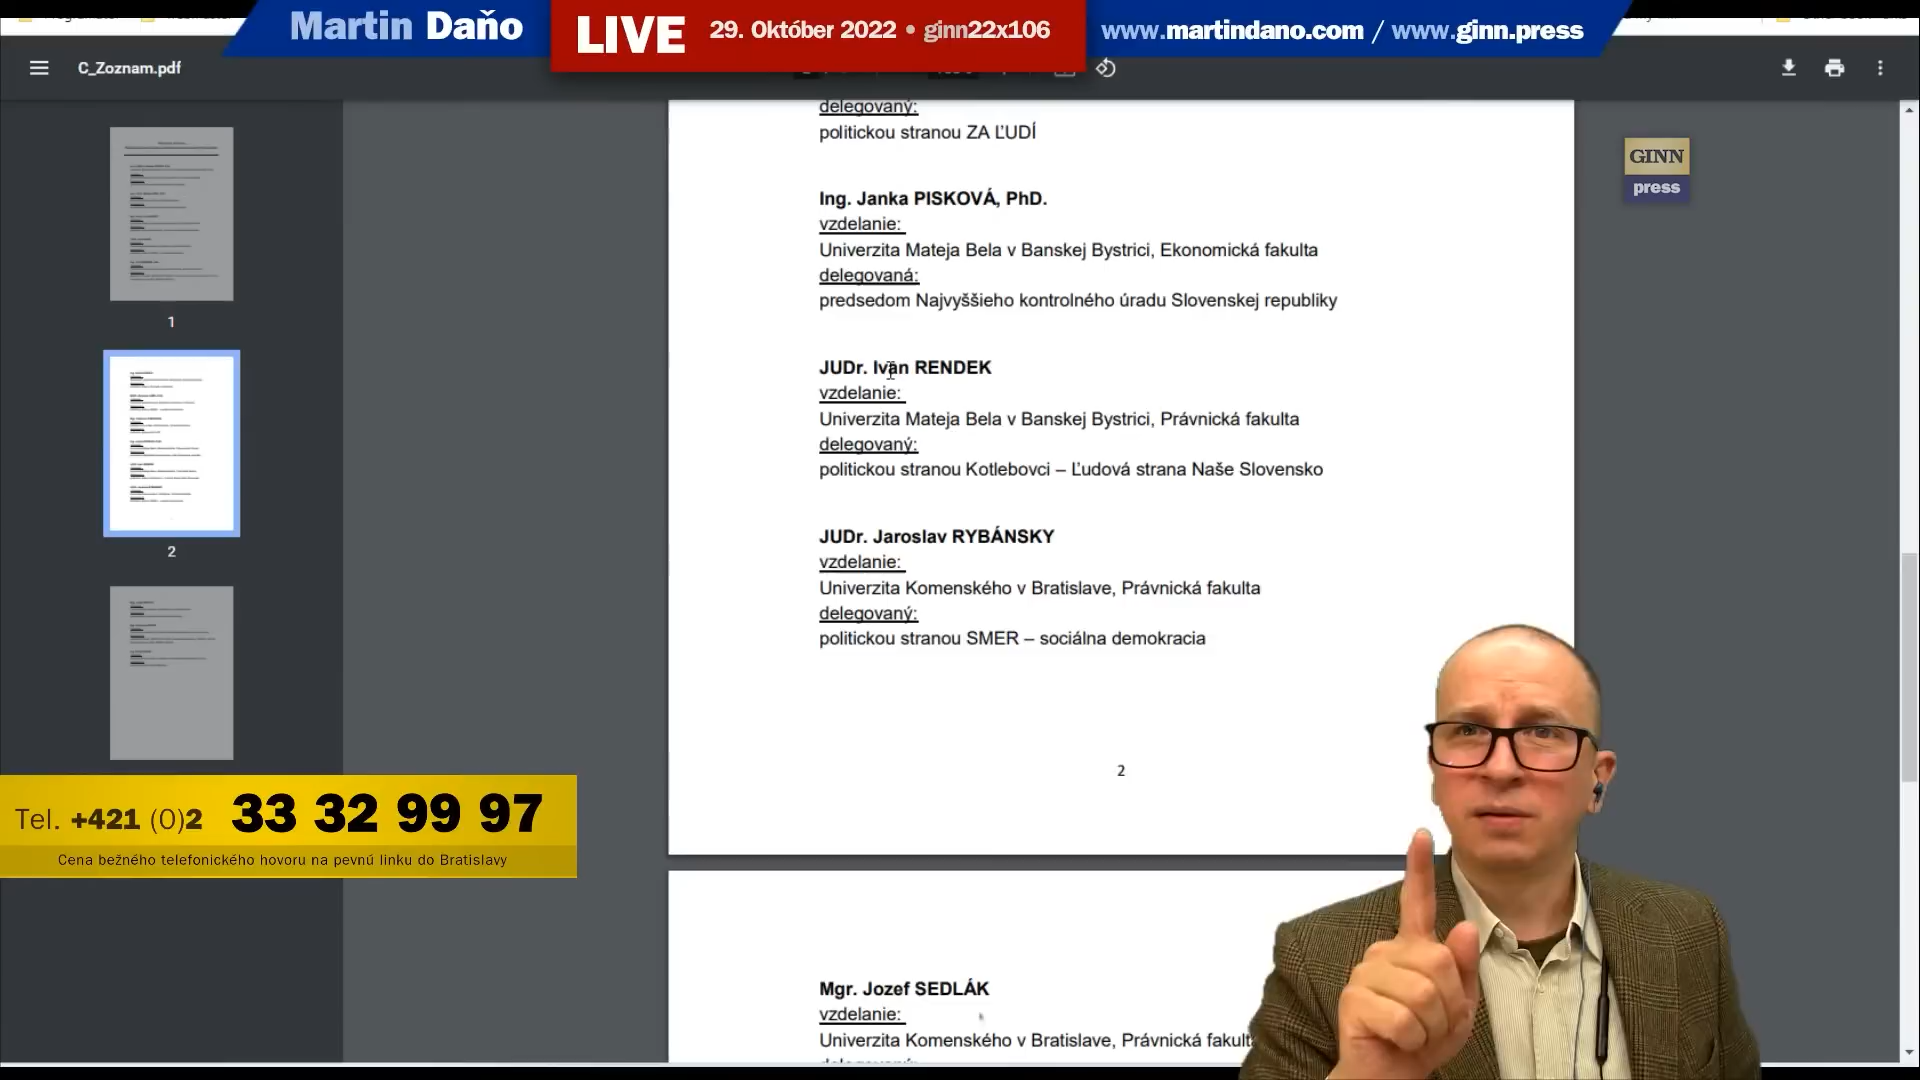 Martin Daňo
LIVE
29. Október 2022 • ginn22x106
www.martindano.com / www.ginn.press
C_Zoznam.pdf
delegovaný:
politickou stranou ZA ĽUDÍ
GINN
press
Ing. Janka PISKOVÁ, PhD.
vzdelanie:
Univerzita Mateja Bela v Banskej Bystrici, Ekonomická fakulta
delegovaná:
predsedom Najvyššieho kontrolného úradu Slovenskej republiky
1
JUDr. Ivan RENDEK
vzdelanie:
Univerzita Mateja Bela v Banskej Bystrici, Právnická fakulta
delegovaný:
politickou stranou Kotlebovci – Ľudová strana Naše Slovensko
JUDr. Jaroslav RYBÁNSKY
vzdelanie:
Univerzita Komenského v Bratislave, Právnická fakulta
delegovaný:
politickou stranou SMER – sociálna demokracia
2
2
Tel. +421 (0)2 33 32 99 97
Cena bežného telefonického hovoru na pevnú linku do Bratislavy
Mgr. Jozef SEDLÁK
vzdelanie:
Univerzita Komenského v Bratislave, Právnická